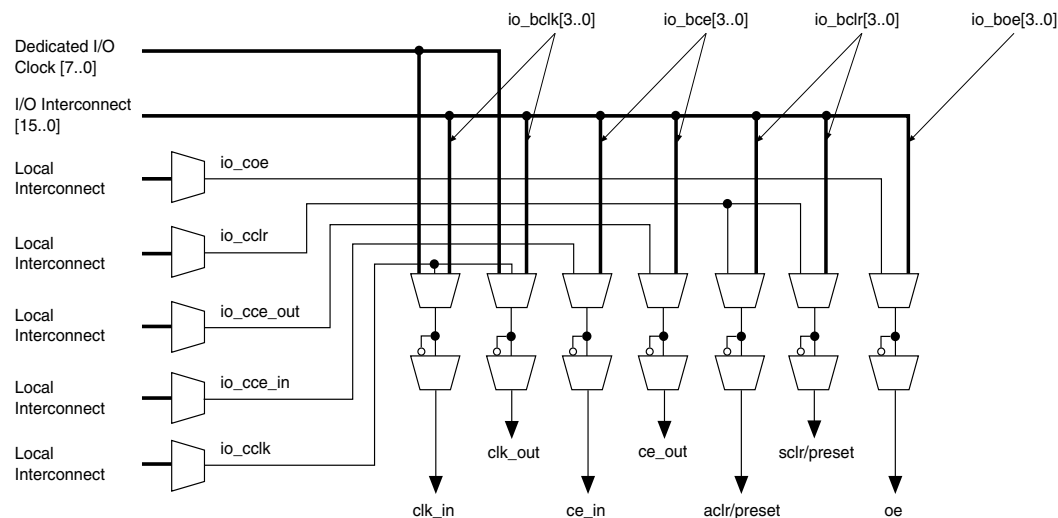 io_bclk[3..0]
io_bce[3..0]
io_bclr[3..0]
io_boe[3..0]
Dedicated I/O
Clock [7..0]
I/O Interconnect
[15..0]
Local
Interconnect
io_coe
Local
Interconnect
io_cclr
Local
Interconnect
io_cce_out
Local
Interconnect
io_cce_in
Local
Interconnect
io_cclk
clk_out
ce_out
sclr/preset
clk_in
ce_in
aclr/preset
oe